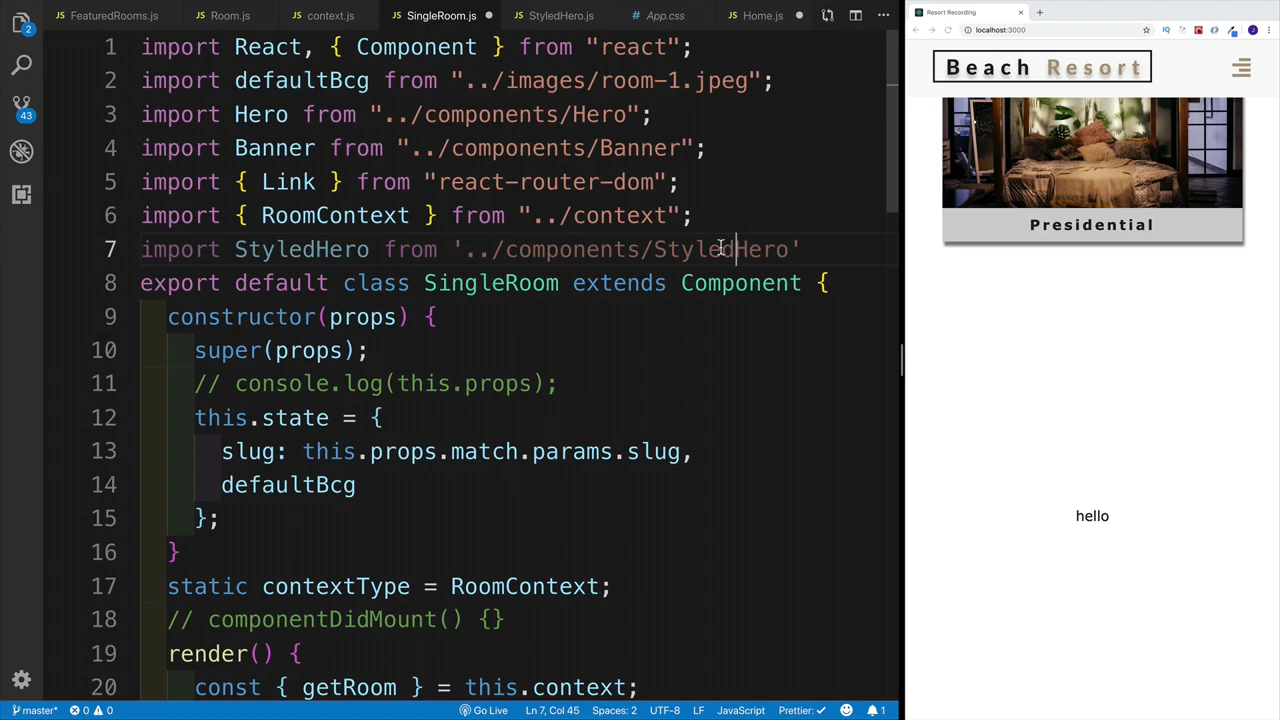 FeaturedRooms.js
Room.js
context.js
SingleRoom.js
StyledHero.js
App.css
Home.js
1 import React, { Component } from "react";
2 import defaultBcg from "../images/room-1.jpeg";
3 import Hero from "../components/Hero";
4 import Banner from "../components/Banner";
5 import { Link } from "react-router-dom";
6 import { RoomContext } from "../context";
7 import StyledHero from '../components/StyledHero'
8 export default class SingleRoom extends Component {
9 constructor(props) {
10 super(props);
11 // console.log(this.props);
12 this.state = {
13 slug: this.props.match.params.slug,
14 defaultBcg
15 };
16 }
17 static contextType = RoomContext;
18 // componentDidMount() {}
19 render() {
20 const { getRoom } = this.context;
2
43
master*
0
0
Go Live
Ln 7, Col 45
Spaces: 2
UTF-8
LF
JavaScript
Prettier: ✓
1
Resort Recording
localhost:3000
IQ
J
Beach Resort
Presidential
hello